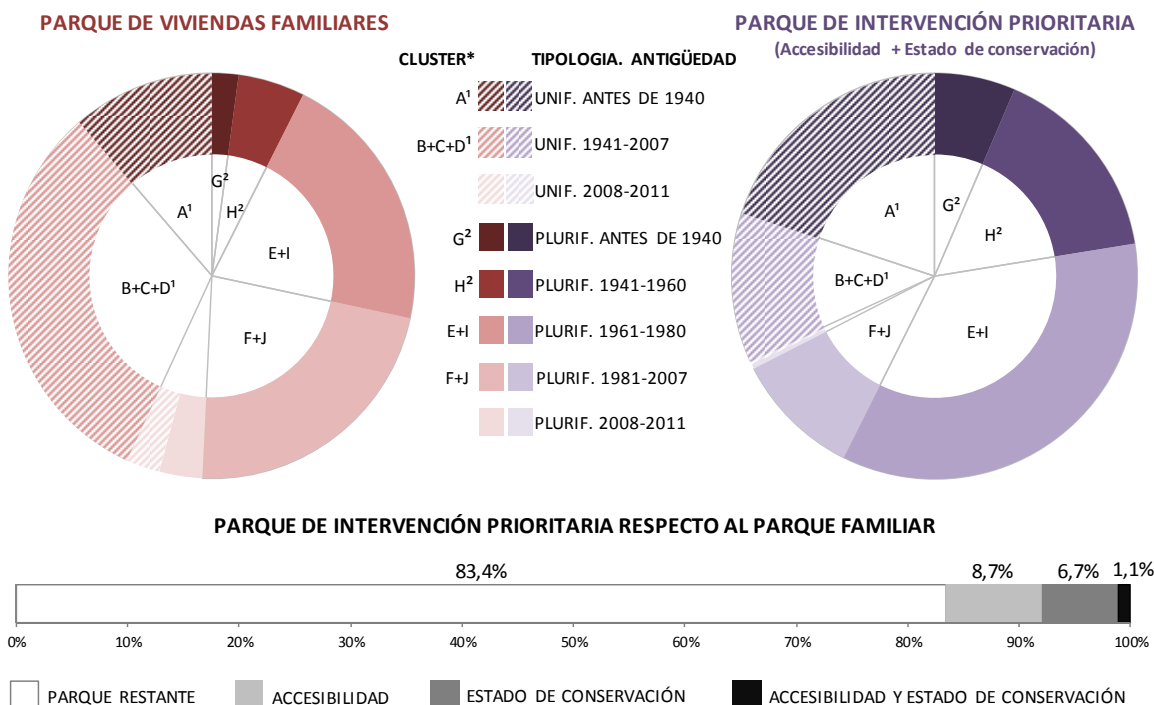 PARQUE DE VIVIENDAS FAMILIARES
PARQUE DE INTERVENCIÓN PRIORITARIA
(Accesibilidad + Estado de conservación)
CLUSTER* TIPOLOGIA. ANTIGÜEDAD
A¹ UNIF. ANTES DE 1940
B+C+D¹ UNIF. 1941-2007
UNIF. 2008-2011
G² PLURIF. ANTES DE 1940
H² PLURIF. 1941-1960
E+I PLURIF. 1961-1980
F+J PLURIF. 1981-2007
PLURIF. 2008-2011
G²
H²
A¹
E+I
B+C+D¹
F+J
G²
A¹
H²
B+C+D¹
F+J
E+I
PARQUE DE INTERVENCIÓN PRIORITARIA RESPECTO AL PARQUE FAMILIAR
83,4% 8,7% 6,7% 1,1%
0% 10% 20% 30% 40% 50% 60% 70% 80% 90% 100%
PARQUE RESTANTE ACCESIBILIDAD ESTADO DE CONSERVACIÓN ACCESIBILIDAD Y ESTADO DE CONSERVACIÓN